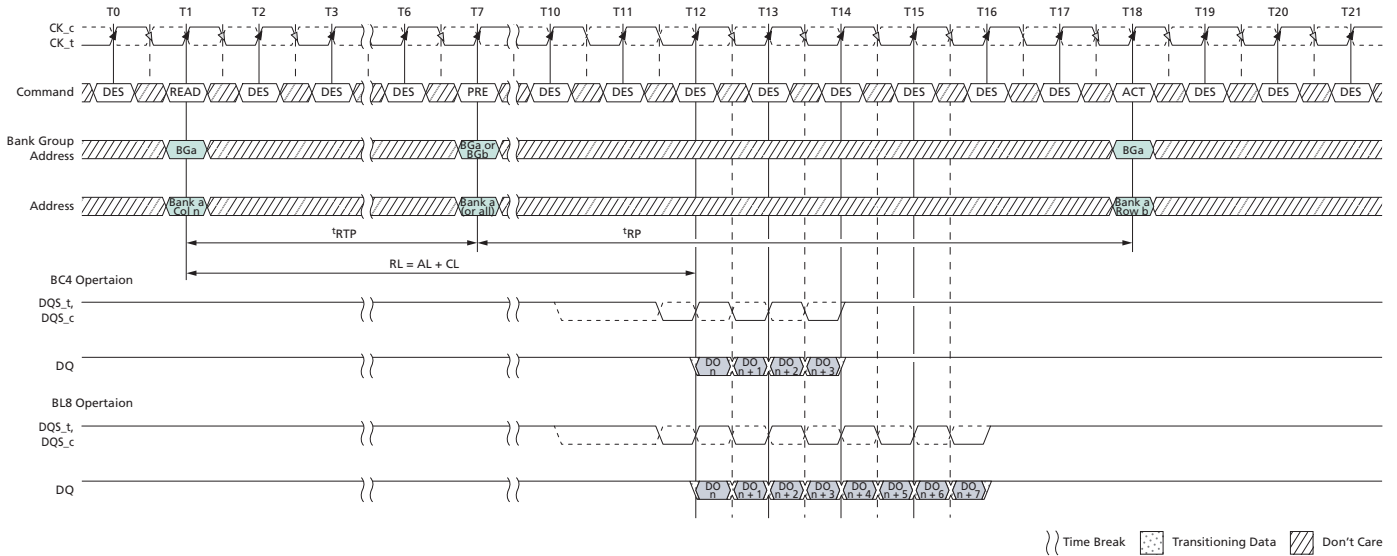 T0 T1 T2 T3 T6 T7 T10 T11 T12 T13 T14 T15 T16 T17 T18 T19 T20 T21
CK_c
CK_t
Command DES READ DES DES DES PRE DES DES DES DES DES DES DES DES ACT DES DES DES
Bank Group
Address
BGa
BGa or
BGb
BGa
Address
Bank a
Col n
Bank a
(or all)
Bank a
Row b
tRTP tRP
RL = AL + CL
BC4 Opertaion
DQS_t,
DQS_c
DQ
DO
n
DO
n + 1
DO
n + 2
DO
n + 3
BL8 Opertaion
DQS_t,
DQS_c
DQ
DO
n
DO
n + 1
DO
n + 2
DO
n + 3
DO
n + 4
DO
n + 5
DO
n + 6
DO
n + 7
Time Break Transitioning Data Don't Care